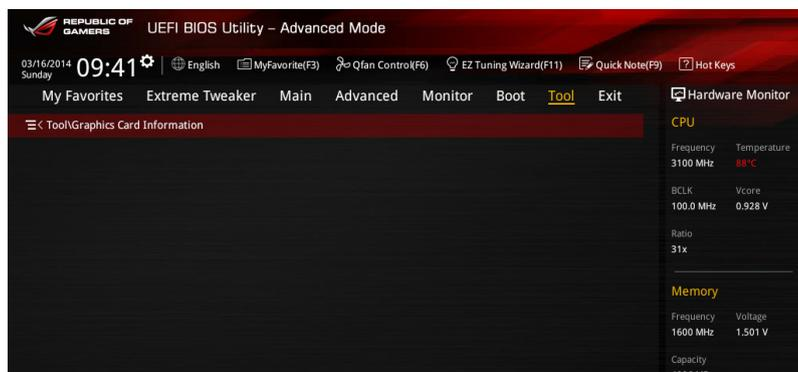 REPUBLIC OF
GAMERS
UEFI BIOS Utility – Advanced Mode
03/16/2014
Sunday
09:41
English
MyFavorite(F3)
Qfan Control(F6)
EZ Tuning Wizard(F11)
Quick Note(F9)
? Hot Keys
My Favorites Extreme Tweaker Main Advanced Monitor Boot Tool Exit
Hardware Monitor
< Tool\Graphics Card Information
CPU
Frequency Temperature
3100 MHz 88°C
BCLK Vcore
100.0 MHz 0.928 V
Ratio
31x
Memory
Frequency Voltage
1600 MHz 1.501 V
Capacity